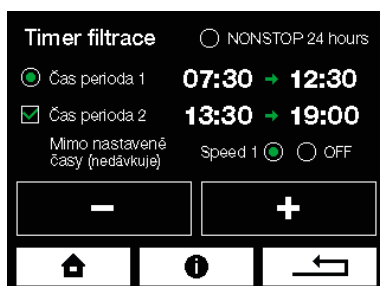 Timer filtrace NONSTOP 24 hours
Čas perioda 1 07:30 → 12:30
Čas perioda 2 13:30 → 19:00
Mimo nastavené
časy (nedávkuje) Speed 1 OFF
− +